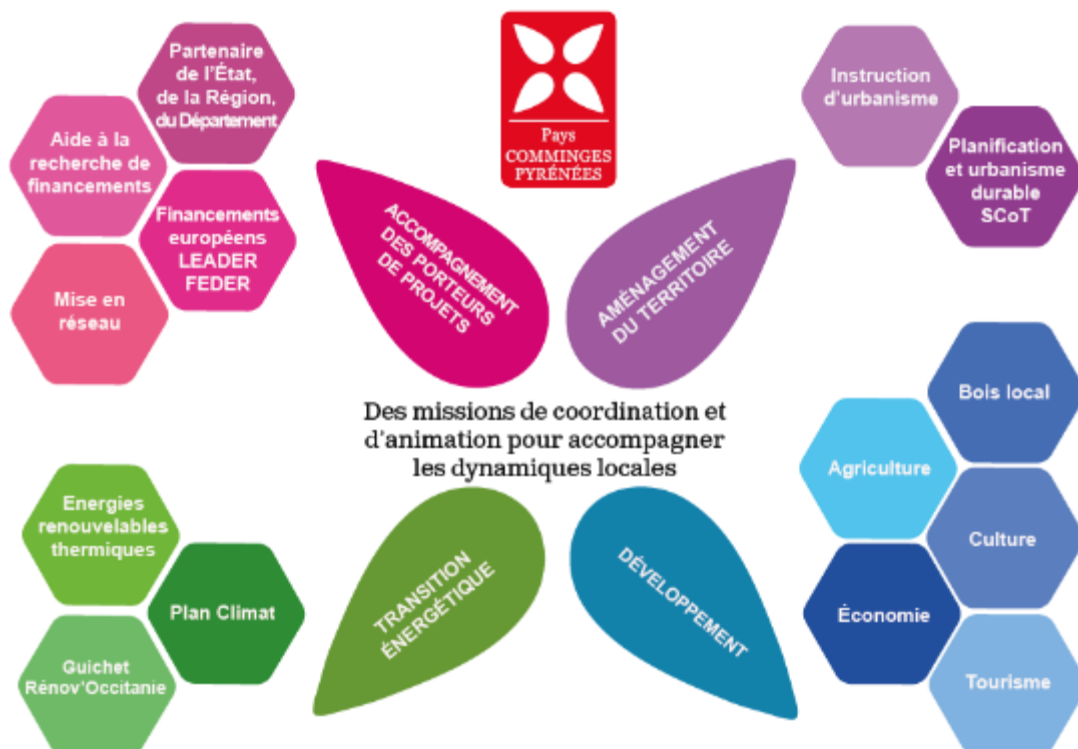 Partenaire
de l'État,
de la Région,
du Département
Aide à la
recherche de
financements
Financements
européens
LEADER
FEDER
Mise en
réseau
Pays
COMMINGES
PYRÉNÉES
Instruction
d'urbanisme
Planification
et urbanisme
durable
SCoT
ACCOMPAGNEMENT
DES PORTEURS
DE PROJETS
AMÉNAGEMENT
DU TERRITOIRE
Des missions de coordination et
d'animation pour accompagner
les dynamiques locales
Energies
renouvelables
thermiques
Plan Climat
Guichet
Rénov'Occitanie
TRANSITION
ÉNERGÉTIQUE
DÉVELOPPEMENT
Bois local
Agriculture
Culture
Économie
Tourisme